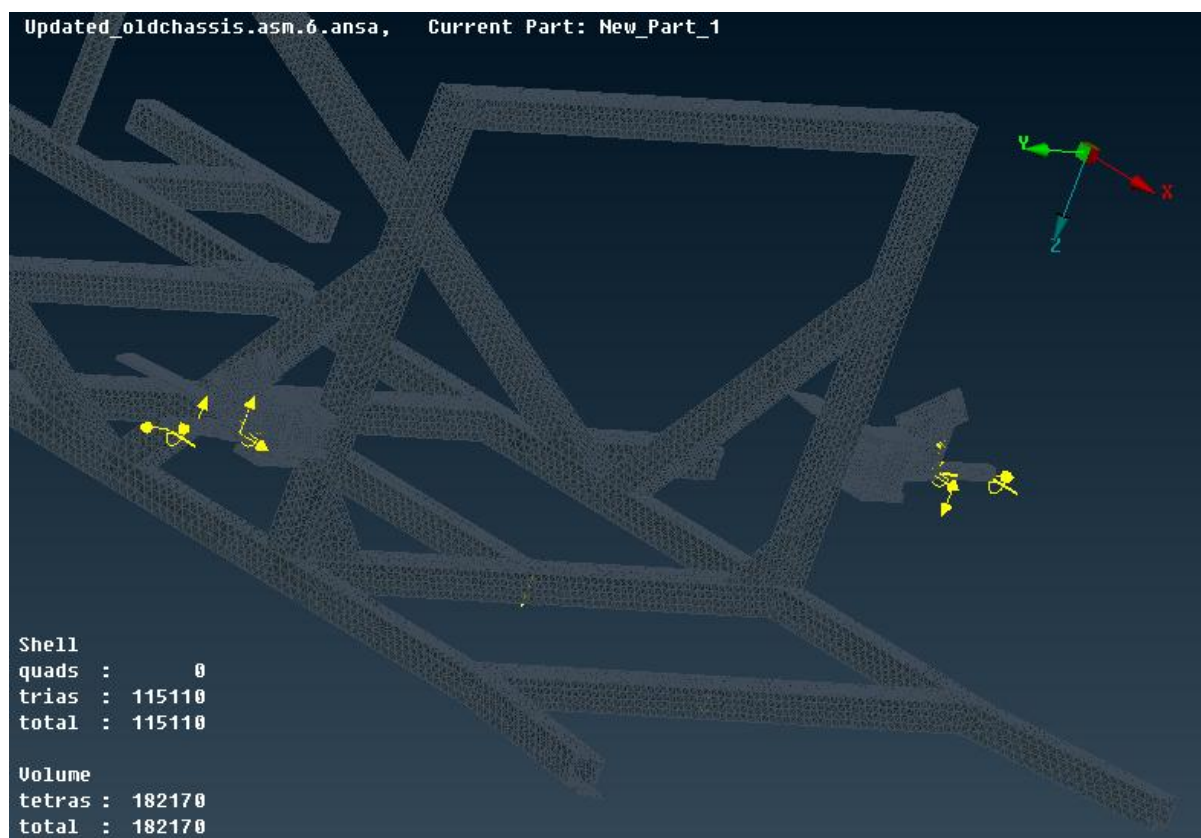 Updated_oldchassis.asm.6.ansa,   Current Part: New_Part_1
Y
X
Z
Shell
quads  :       0
trias  :  115110
total  :  115110
Volume
tetras :  182170
total  :  182170